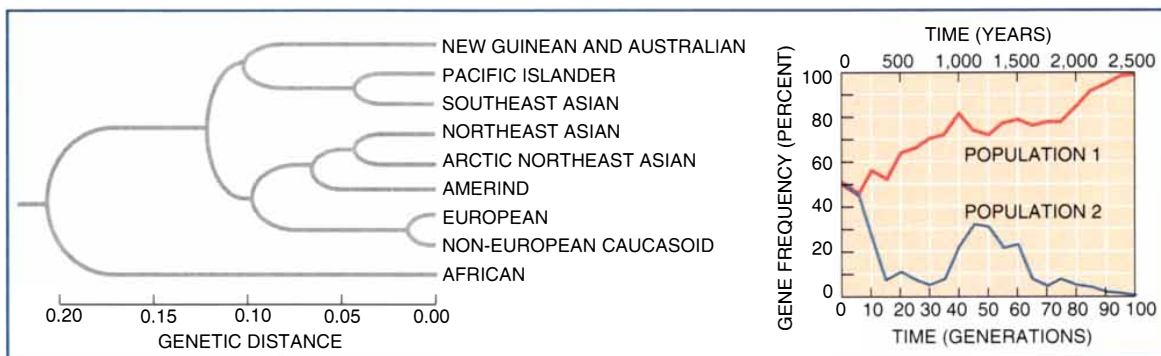 NEW GUINEAN AND AUSTRALIAN
PACIFIC ISLANDER
SOUTHEAST ASIAN
NORTHEAST ASIAN
ARCTIC NORTHEAST ASIAN
AMERIND
EUROPEAN
NON-EUROPEAN CAUCASOID
AFRICAN
0.20 0.15 0.10 0.05 0.00
GENETIC DISTANCE
TIME (YEARS)
0 500 1,000 1,500 2,000 2,500
GENE FREQUENCY (PERCENT)
100
80
60
40
20
0
POPULATION 1
POPULATION 2
0 10 20 30 40 50 60 70 80 90 100
TIME (GENERATIONS)